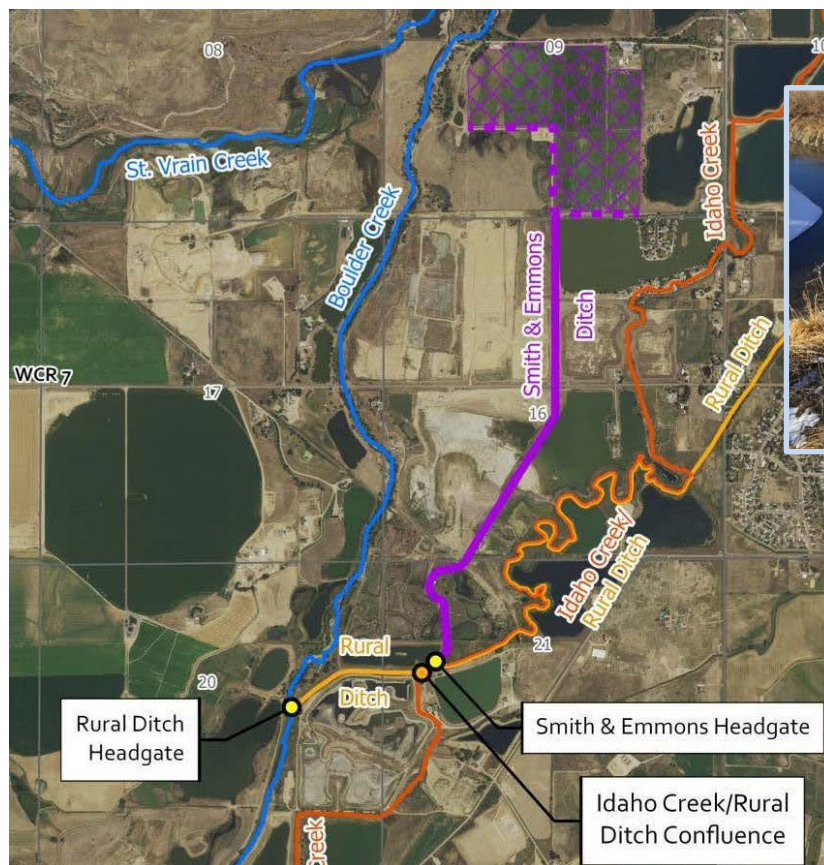 08
09
10
St. Vrain Creek
Boulder Creek
Idaho Creek
Smith & Emmons
Ditch
Rural Ditch
WCR 7
17
16
Idaho Creek/
Rural Ditch
Rural
Ditch
20
21
Rural Ditch
Headgate
Smith & Emmons Headgate
Idaho Creek/Rural
Ditch Confluence
Creek